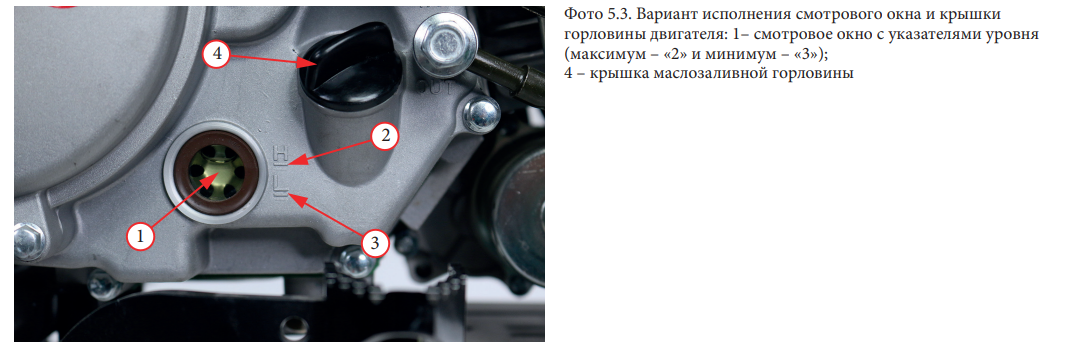 4
OUT
2
H
L
1
3
Фото 5.3. Вариант исполнения смотрового окна и крышки
горловины двигателя: 1– смотровое окно с указателями уровня
(максимум – «2» и минимум – «3»);
4 – крышка маслозаливной горловины